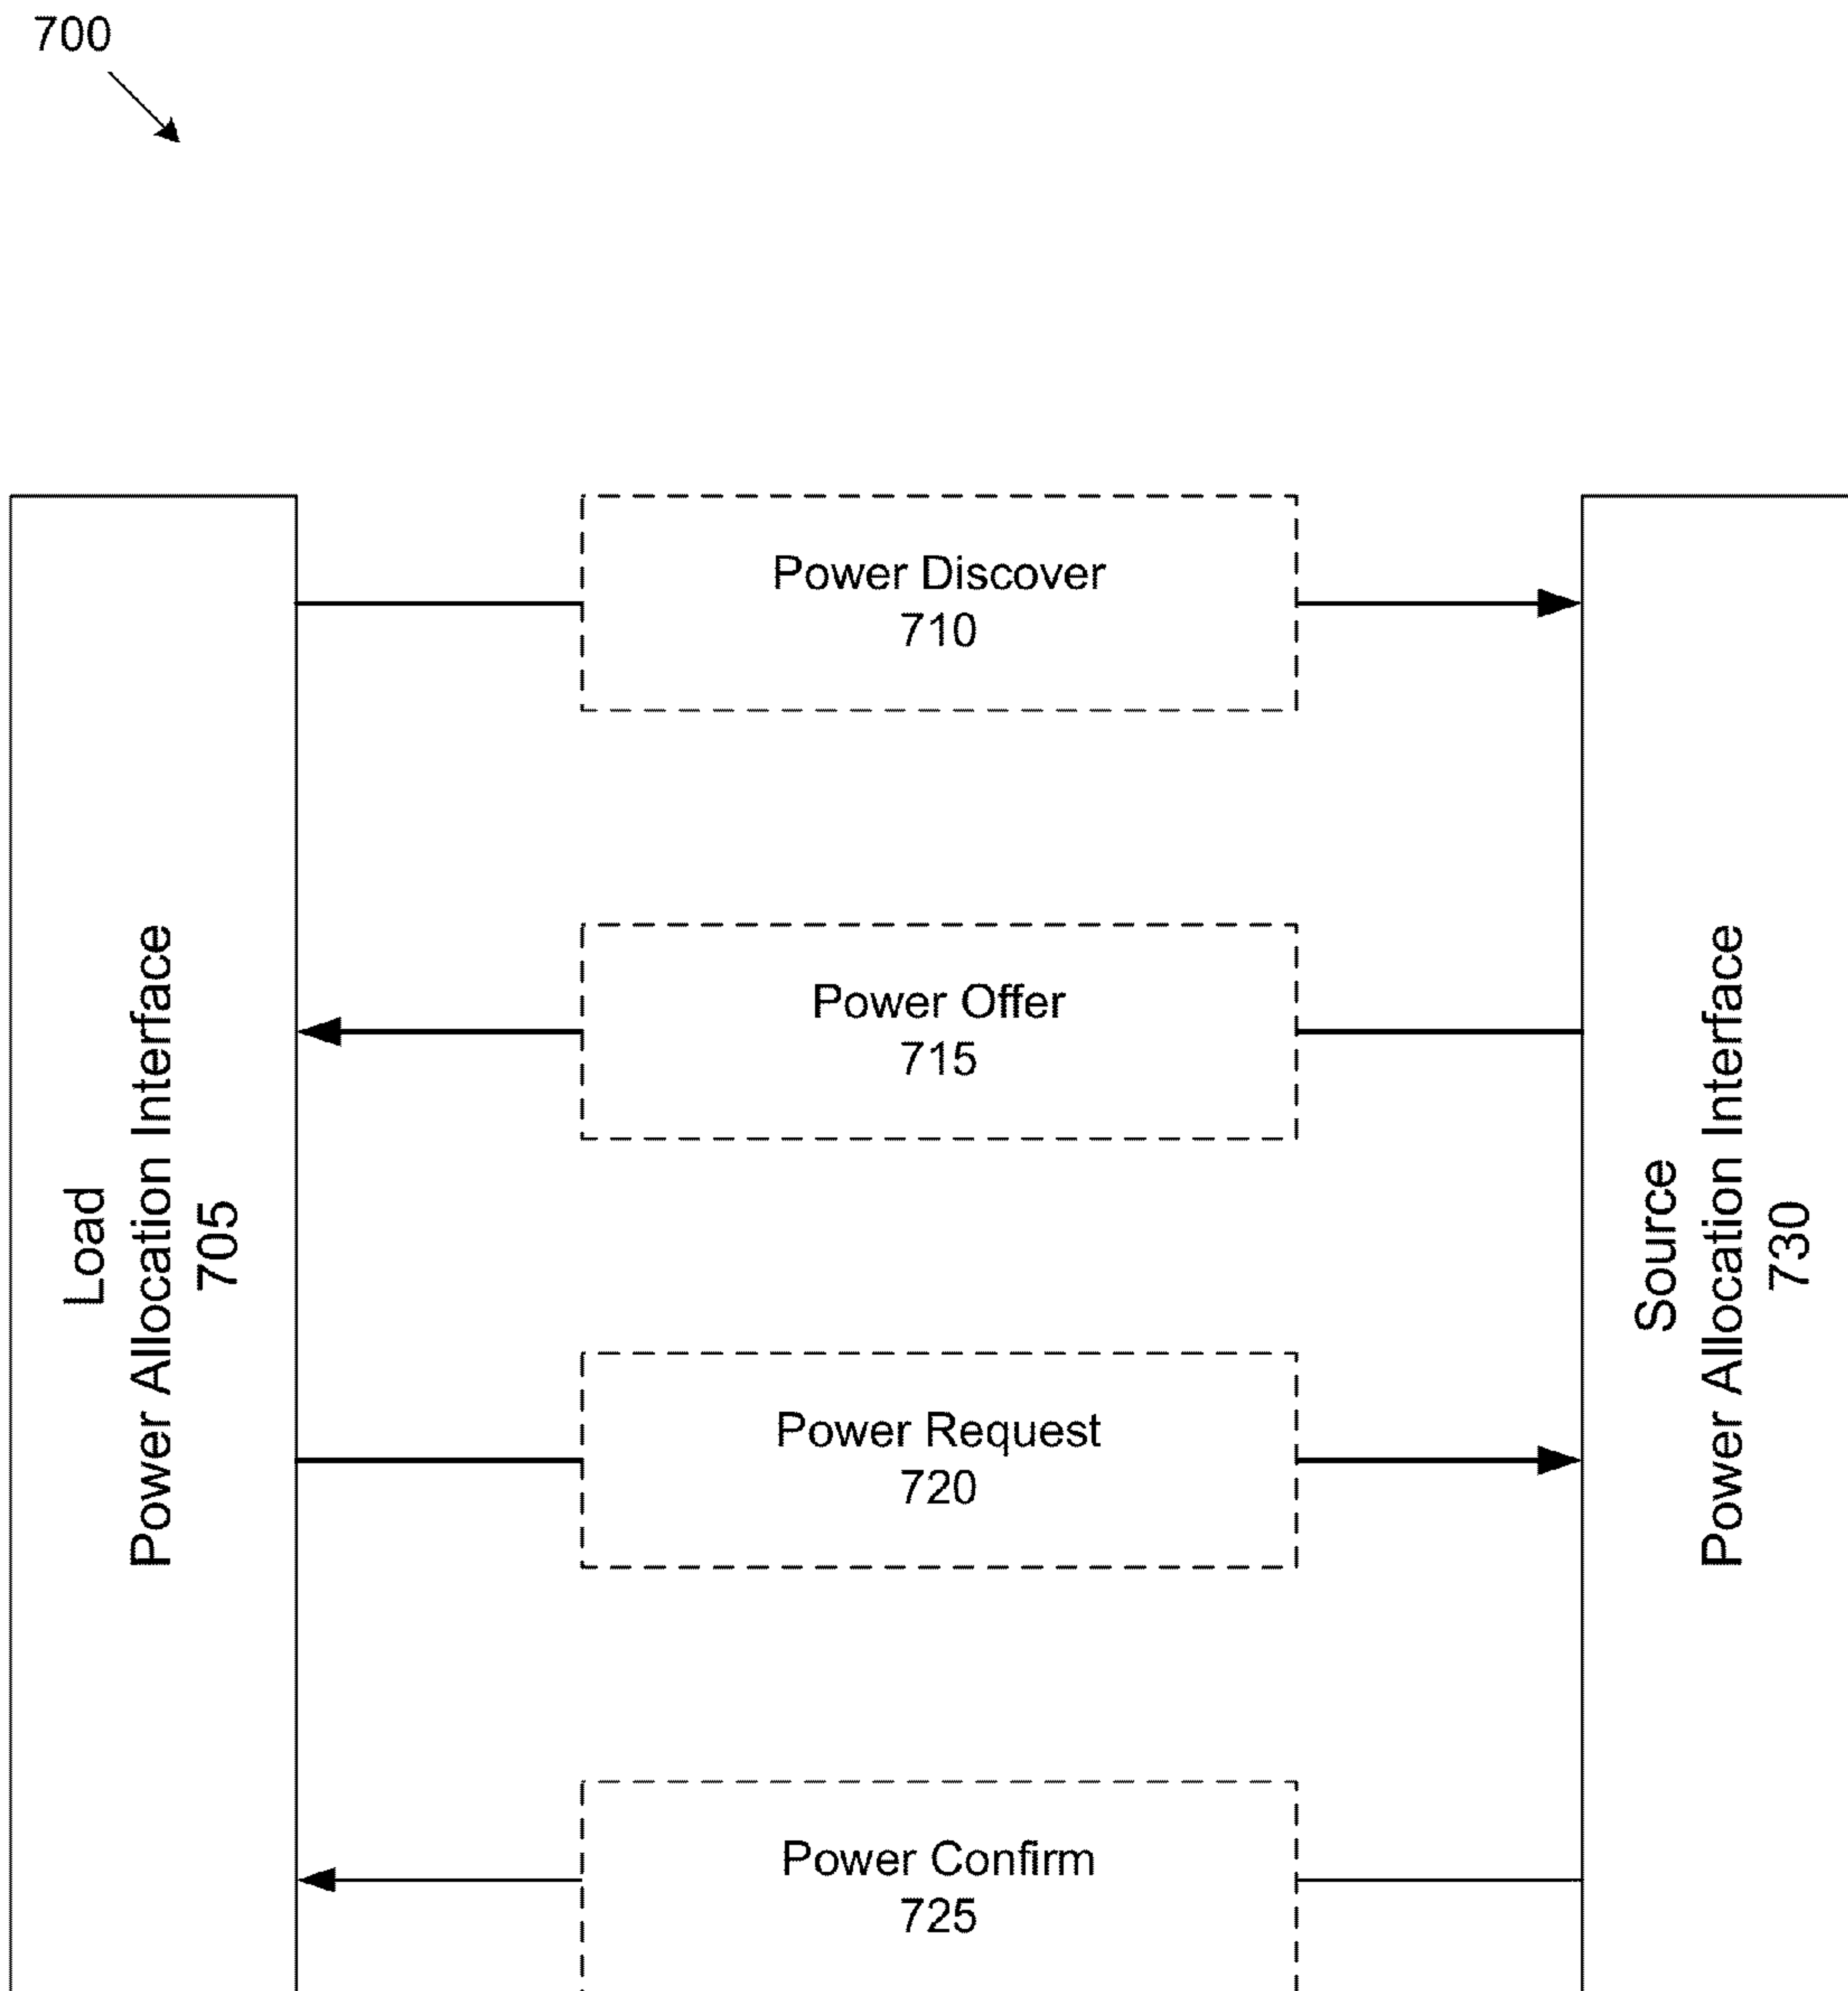 700
Power Discover
710
Power Offer
715
Power Request
720
Power Confirm
725
Load
Power Allocation Interface
705
Source
Power Allocation Interface
730